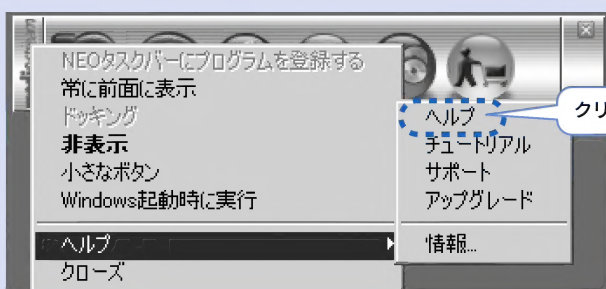 NEOタスクバーにプログラムを登録する
常に前面に表示
ドッキング
非表示
小さなボタン
Windows起動時に実行
ヘルプ
クローズ
ヘルプ
チュートリアル
サポート
アップグレード
情報...
クリ